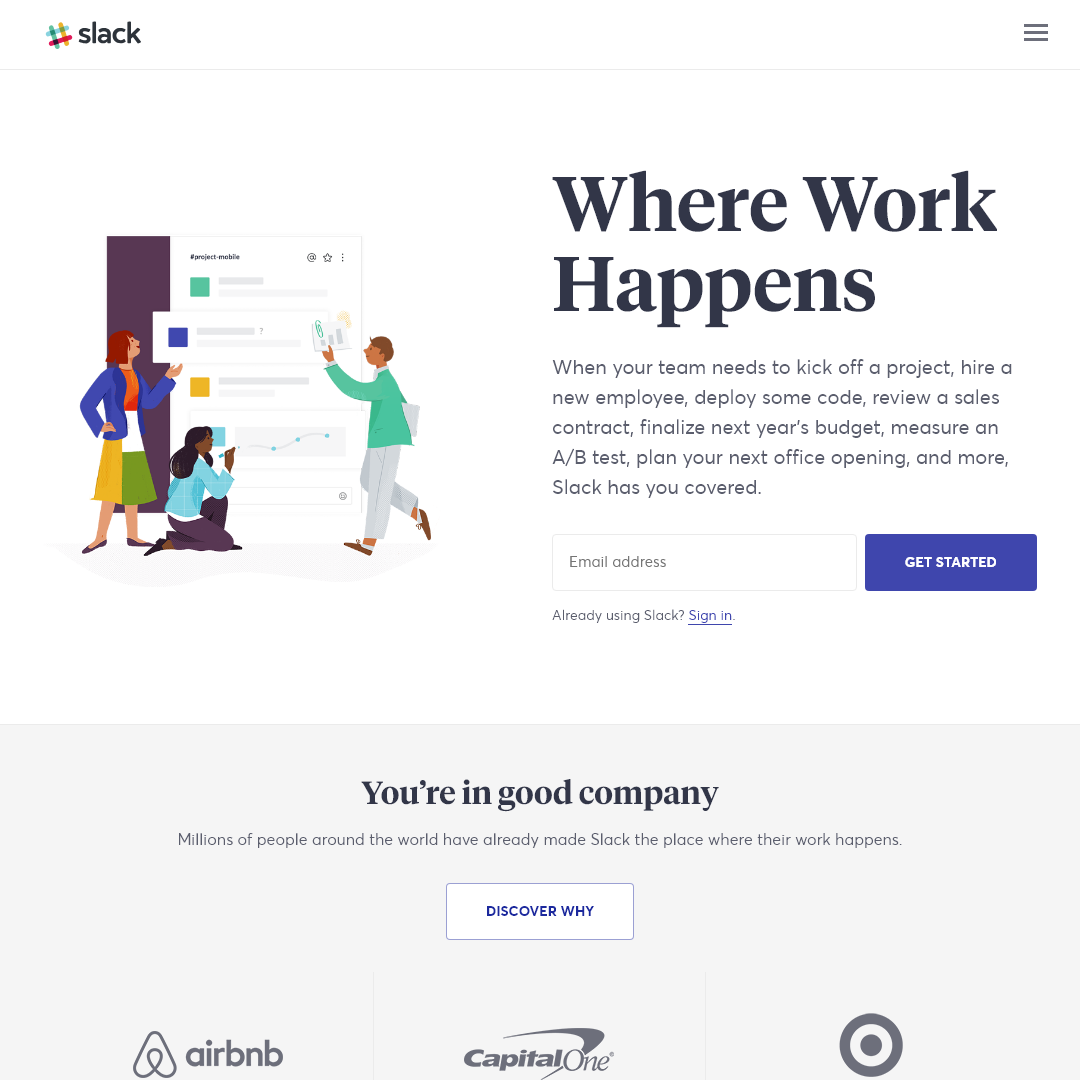 slack
Where Work
Happens
#project-mobile
?
When your team needs to kick off a project, hire a
new employee, deploy some code, review a sales
contract, finalize next year’s budget, measure an
A/B test, plan your next office opening, and more,
Slack has you covered.
Email address
GET STARTED
Already using Slack? Sign in.
You’re in good company
Millions of people around the world have already made Slack the place where their work happens.
DISCOVER WHY
airbnb
CapitalOne®